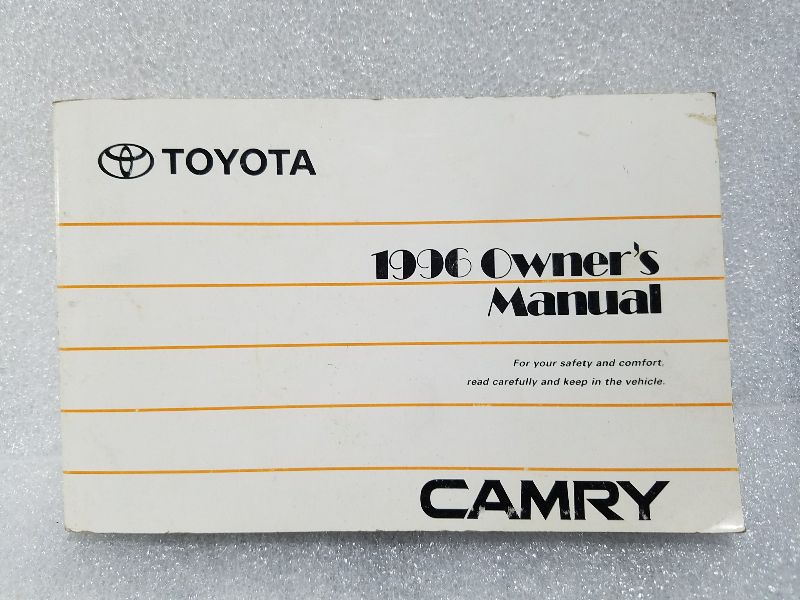 TOYOTA
1996 Owner's
Manual
For your safety and comfort,
read carefully and keep in the vehicle.
CAMRY